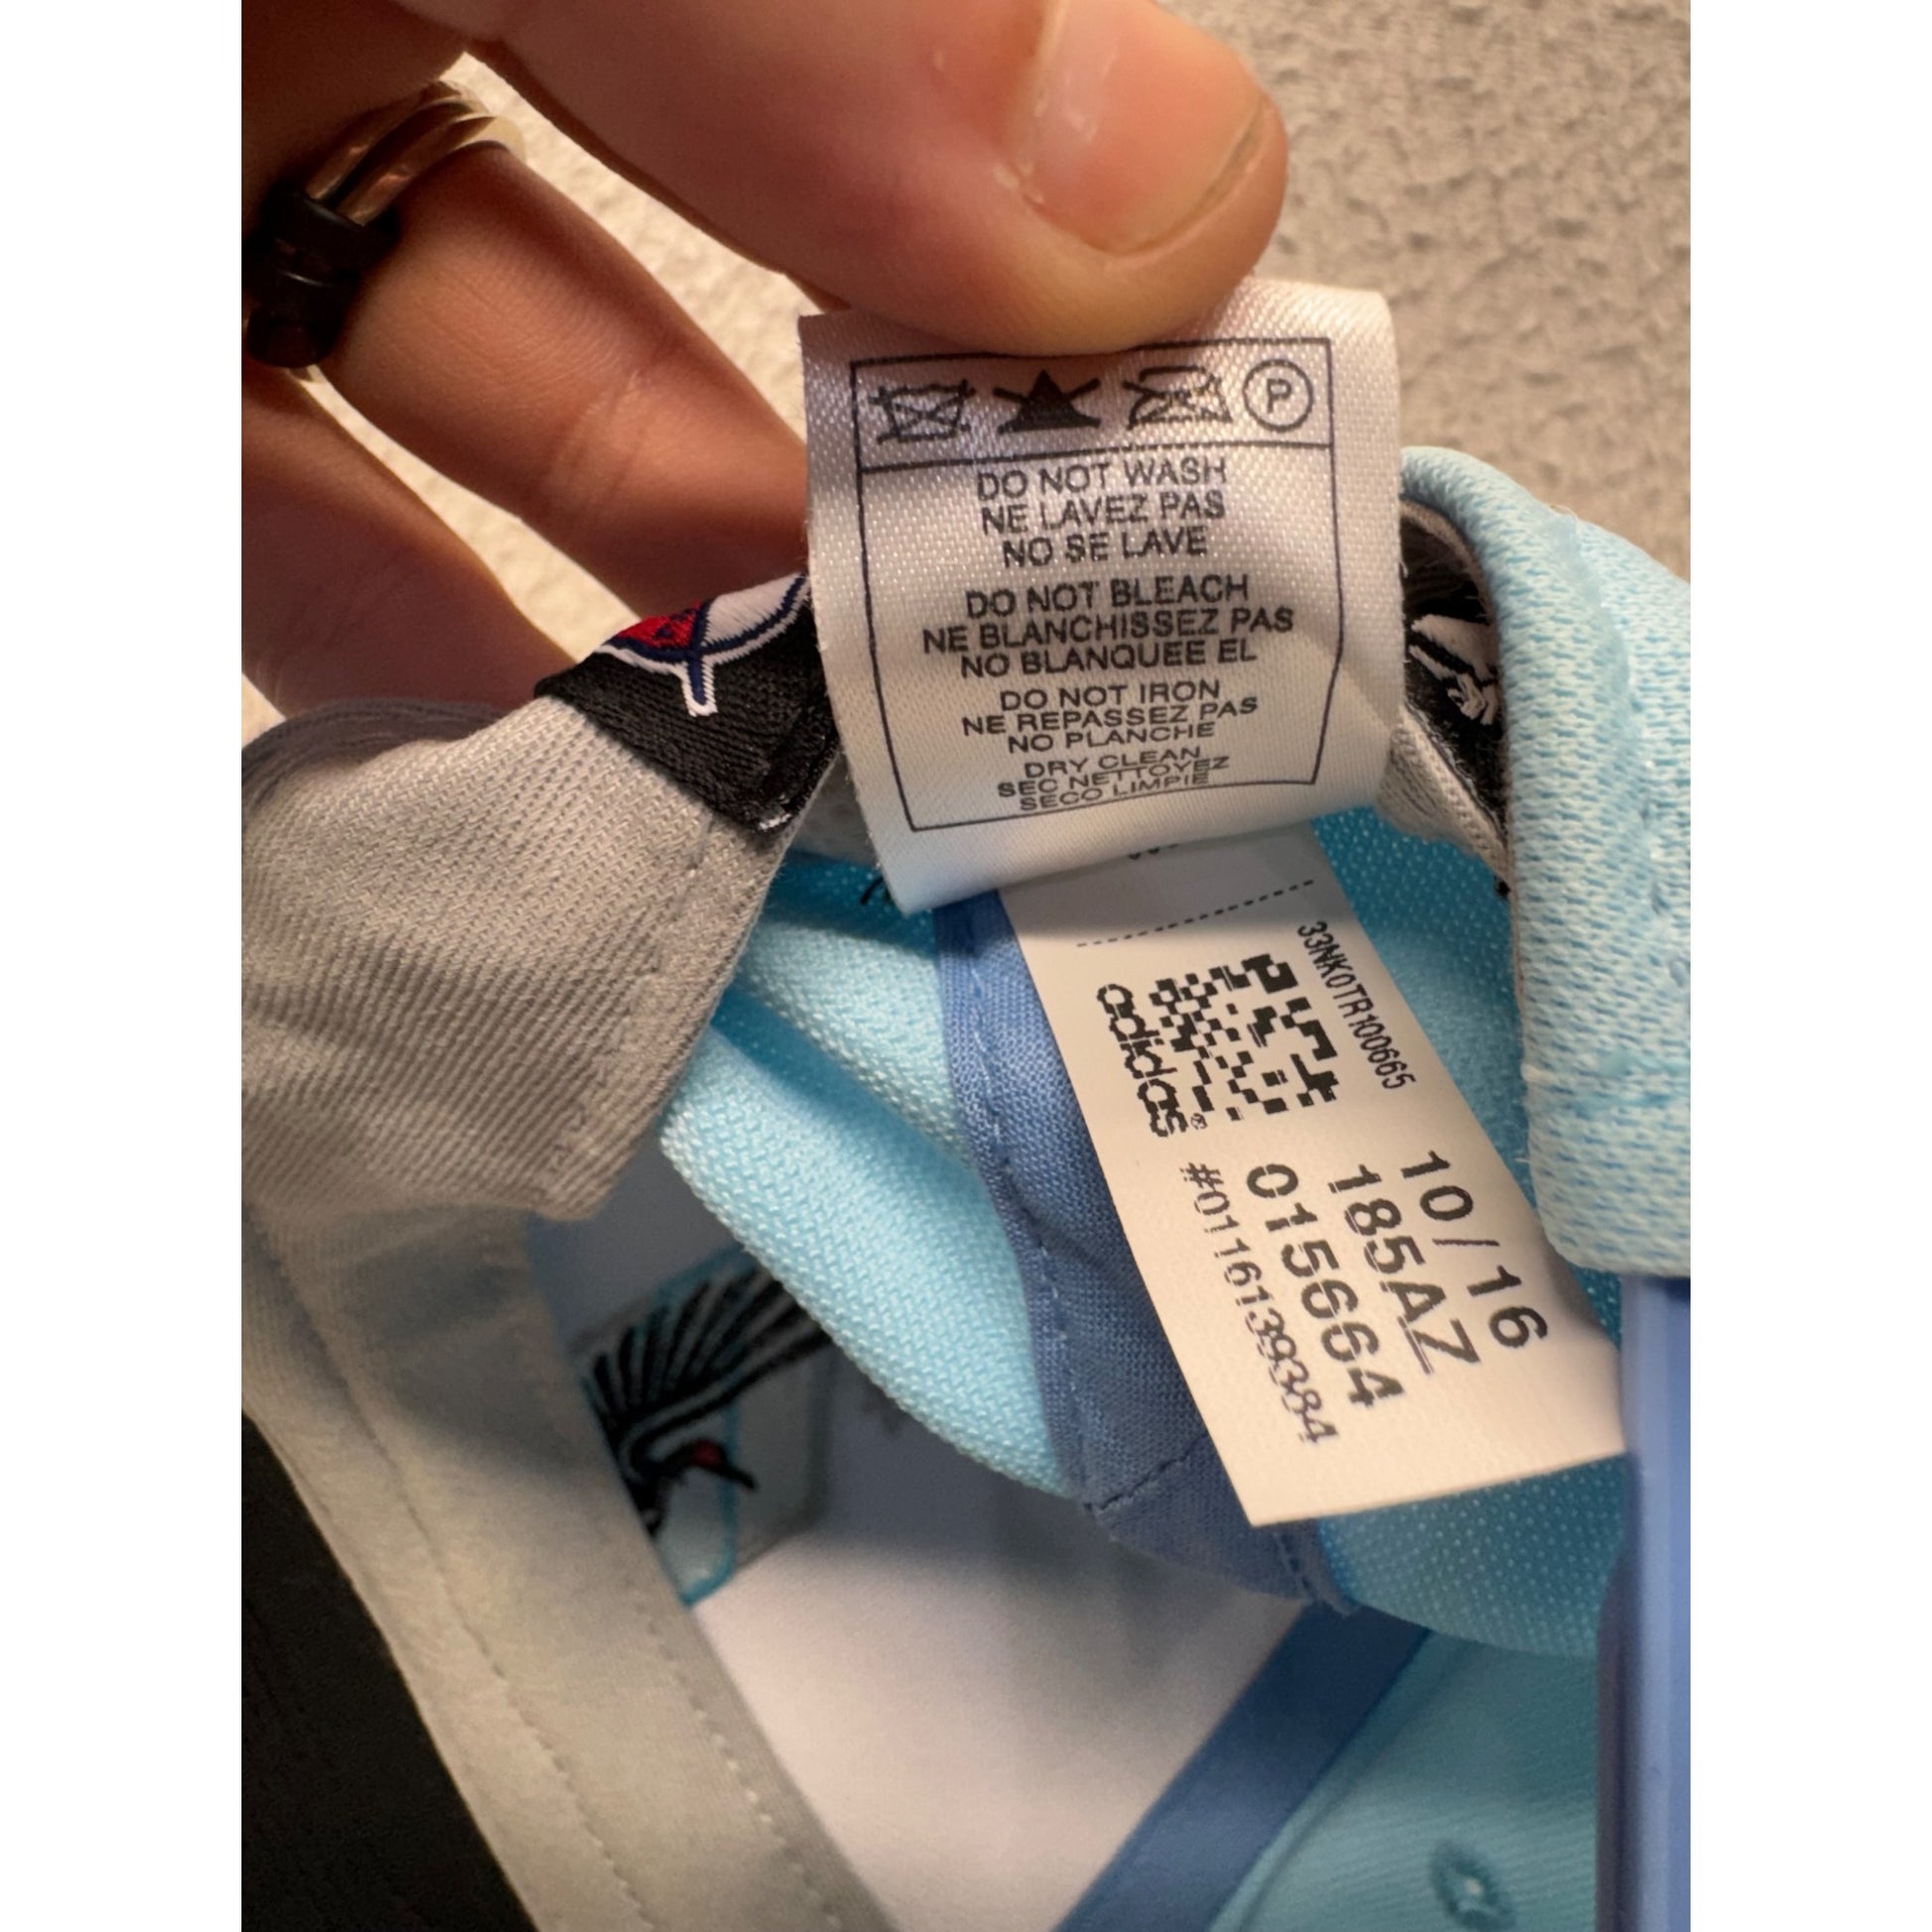 P
DO NOT WASH
NE LAVEZ PAS
NO SE LAVE
DO NOT BLEACH
NE BLANCHISSEZ PAS
NO BLANQUEE EL
DO NOT IRON
NE REPASSEZ PAS
NO PLANCHE
DRY CLEAN
SEC NETTOYEZ
SECO LIMPIE
33NK0TR100665
adidas®
10/16
185AZ
015664
#0116139384